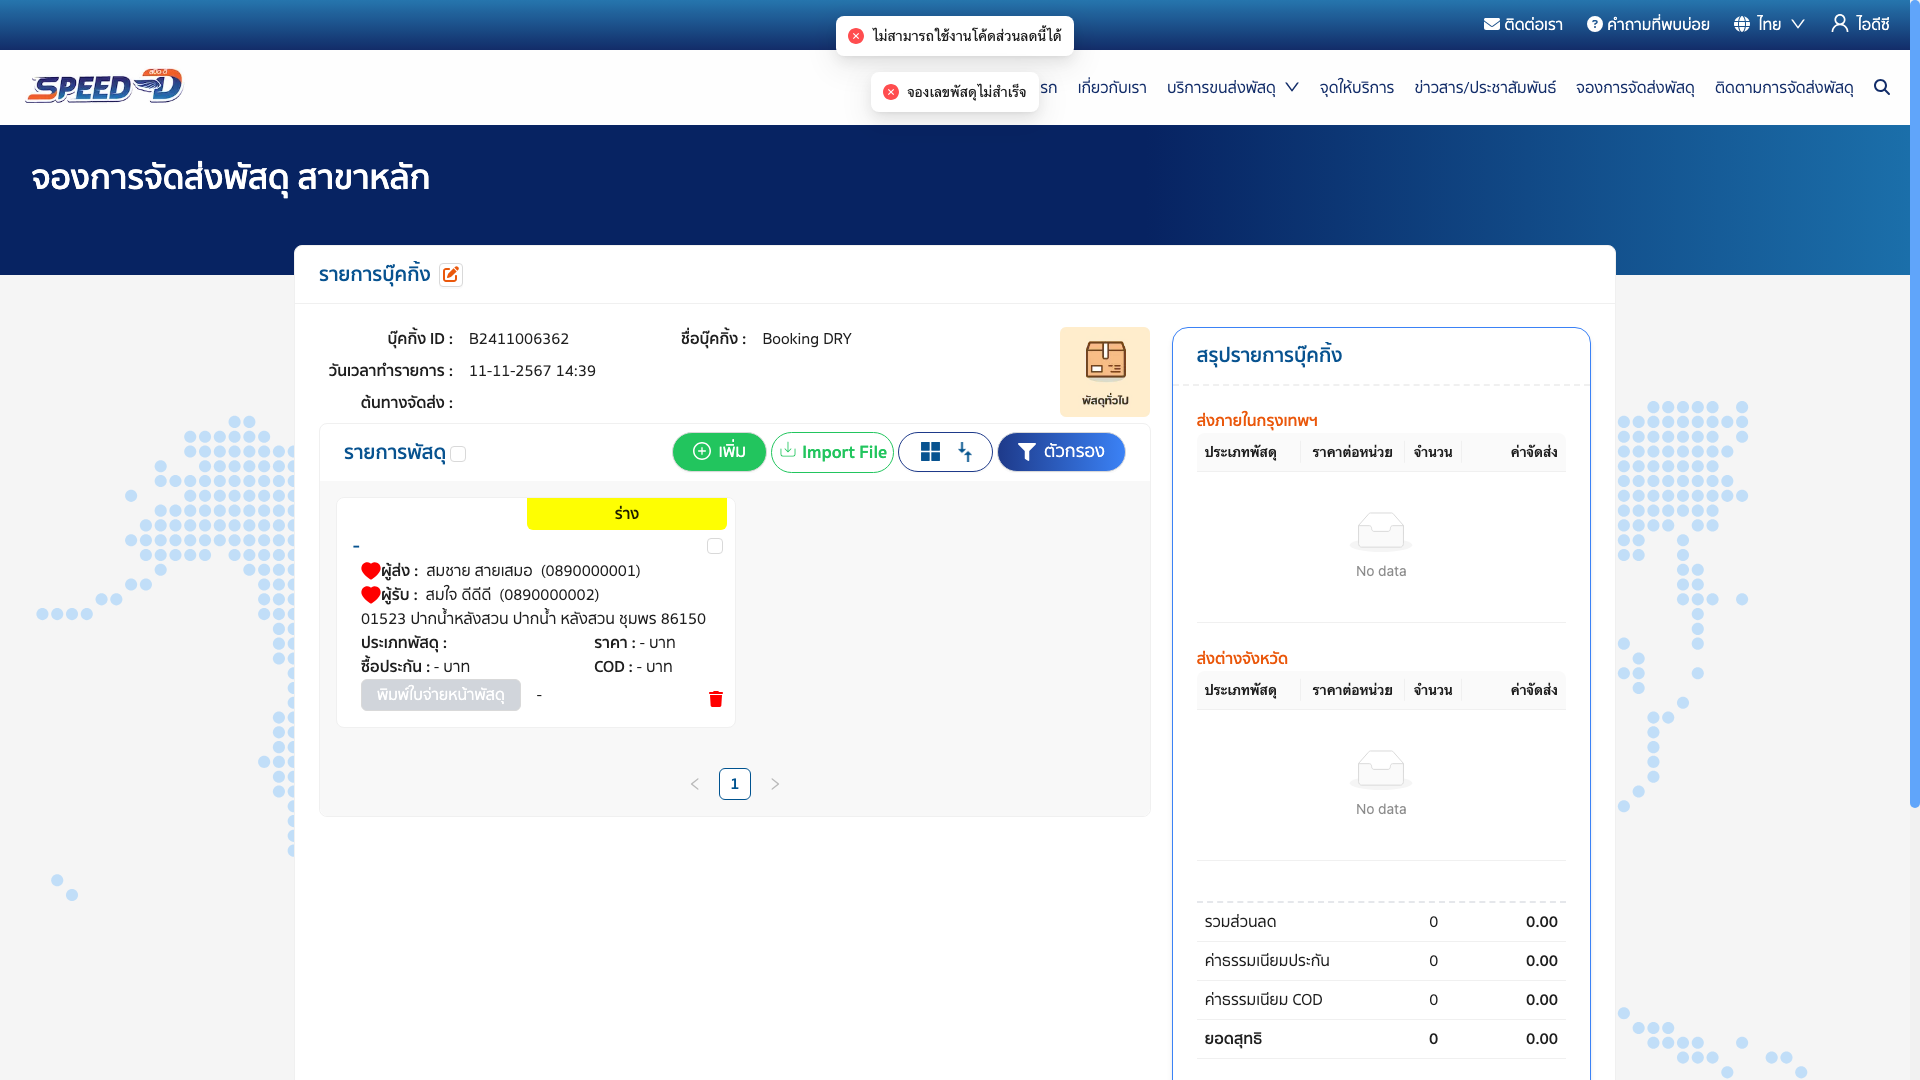 ติดต่อเรา
คำถามที่พบบ่อย
ไทย
ไอดีซี
ไม่สามารถใช้งานโค้ดส่วนลดนี้ได้
จองเลขพัสดุไม่สำเร็จ
SPEED-D
รก
เกี่ยวกับเรา
บริการขนส่งพัสดุ
จุดให้บริการ
ข่าวสาร/ประชาสัมพันธ์
จองการจัดส่งพัสดุ
ติดตามการจัดส่งพัสดุ
จองการจัดส่งพัสดุ สาขาหลัก
รายการบุ๊คกิ้ง
บุ๊คกิ้ง ID : B2411006362
ชื่อบุ๊คกิ้ง : Booking DRY
วันเวลาทำรายการ : 11-11-2567 14:39
ต้นทางจัดส่ง :
พัสดุทั่วไป
รายการพัสดุ
เพิ่ม
Import File
ตัวกรอง
ร่าง
-
ผู้ส่ง : สมชาย สายเสมอ (0890000001)
ผู้รับ : สมใจ ดีดีดี (0890000002)
01523 ปากน้ำหลังสวน ปากน้ำ หลังสวน ชุมพร 86150
ประเภทพัสดุ : ราคา : - บาท
ซื้อประกัน : - บาท COD : - บาท
พิมพ์ใบจ่ายหน้าพัสดุ -
1
สรุปรายการบุ๊คกิ้ง
ส่งภายในกรุงเทพฯ
ประเภทพัสดุ ราคาต่อหน่วย จำนวน ค่าจัดส่ง
No data
ส่งต่างจังหวัด
ประเภทพัสดุ ราคาต่อหน่วย จำนวน ค่าจัดส่ง
No data
รวมส่วนลด 0 0.00
ค่าธรรมเนียมประกัน 0 0.00
ค่าธรรมเนียม COD 0 0.00
ยอดสุทธิ 0 0.00